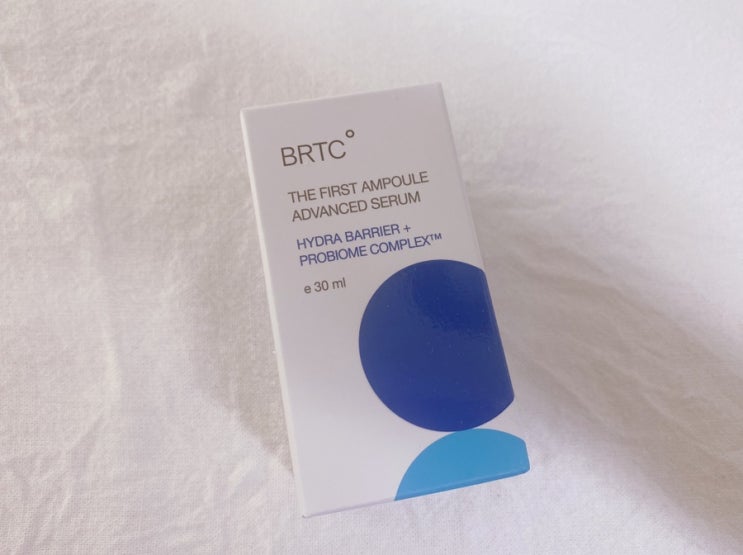 BRTC°
THE FIRST AMPOULE
ADVANCED SERUM
HYDRA BARRIER +
PROBIOME COMPLEX™
e 30 ml